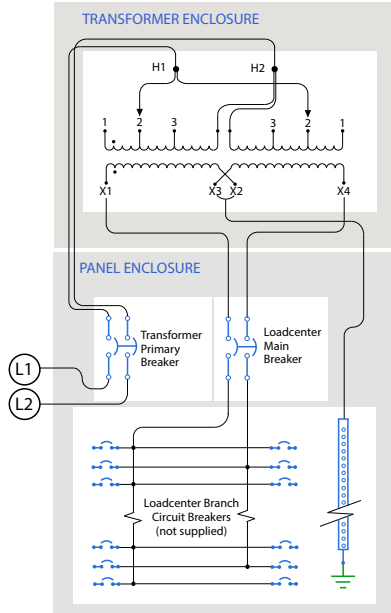 TRANSFORMER ENCLOSURE
H1 H2
1 2 3 3 2 1
X1 X3 X2 X4
PANEL ENCLOSURE
Transformer
Primary
Breaker
Loadcenter
Main
Breaker
L1
L2
Loadcenter Branch
Circuit Breakers
(not supplied)